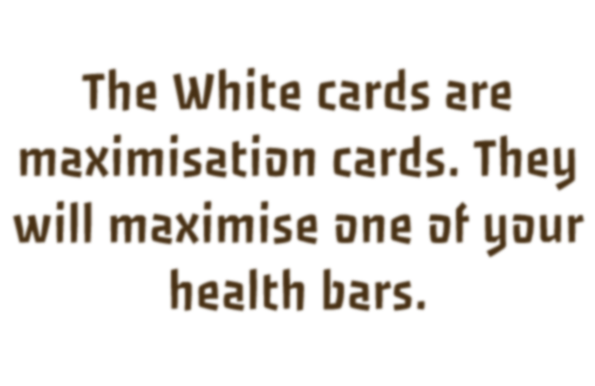 The White cards are
maximisation cards. They
will maximise one of your
health bars.